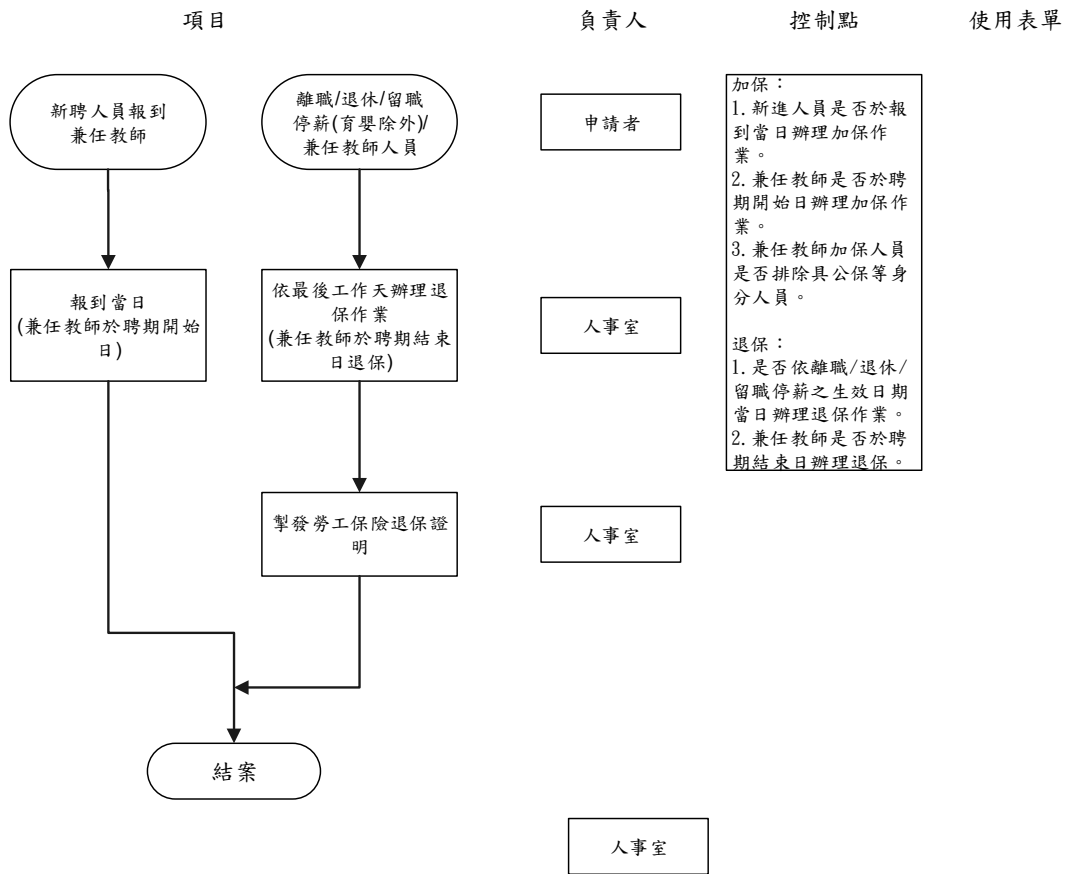 項目
負責人
控制點
使用表單
新聘人員報到
兼任教師
離職/退休/留職
停薪(育嬰除外)/
兼任教師人員
申請者
加保：
1.新進人員是否於報
到當日辦理加保作
業。
2.兼任教師是否於聘
期開始日辦理加保作
業。
3.兼任教師加保人員
是否排除具公保等身
分人員。
退保：
1.是否依離職/退休/
留職停薪之生效日期
當日辦理退保作業。
2.兼任教師是否於聘
期結束日辦理退保。
報到當日
(兼任教師於聘期開始
日)
依最後工作天辦理退
保作業
(兼任教師於聘期結束
日退保)
人事室
掣發勞工保險退保證
明
人事室
結案
人事室